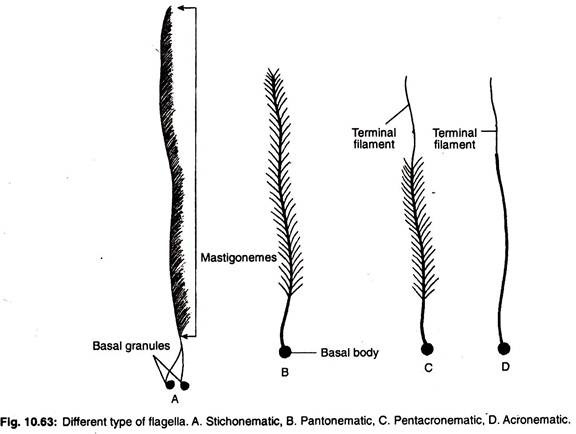 Terminal filament
Terminal filament
Mastigonemes
Basal granules
Basal body
A
B
C
D
Fig. 10.63: Different type of flagella. A. Stichonematic, B. Pantonematic, C. Pentacronematic, D. Acronematic.